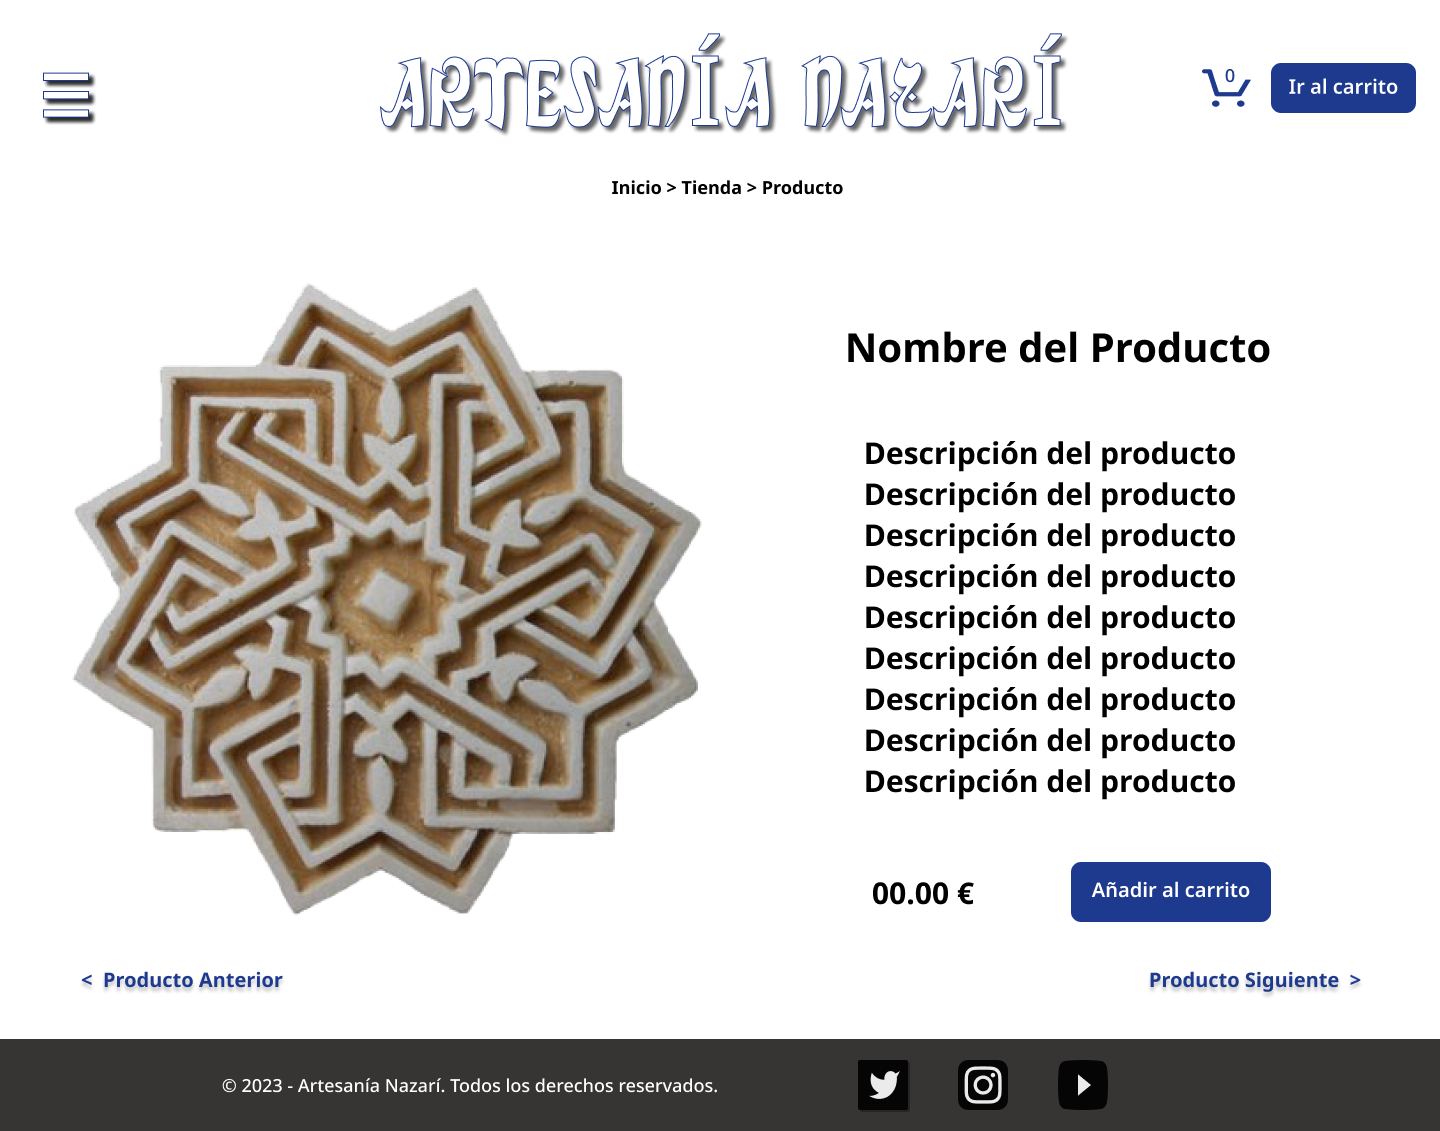 ARTESANÍA NAZARÍ
0
Ir al carrito
Inicio > Tienda > Producto
Nombre del Producto
Descripción del producto
Descripción del producto
Descripción del producto
Descripción del producto
Descripción del producto
Descripción del producto
Descripción del producto
Descripción del producto
Descripción del producto
00.00 €
Añadir al carrito
< Producto Anterior
Producto Siguiente >
© 2023 - Artesanía Nazarí. Todos los derechos reservados.